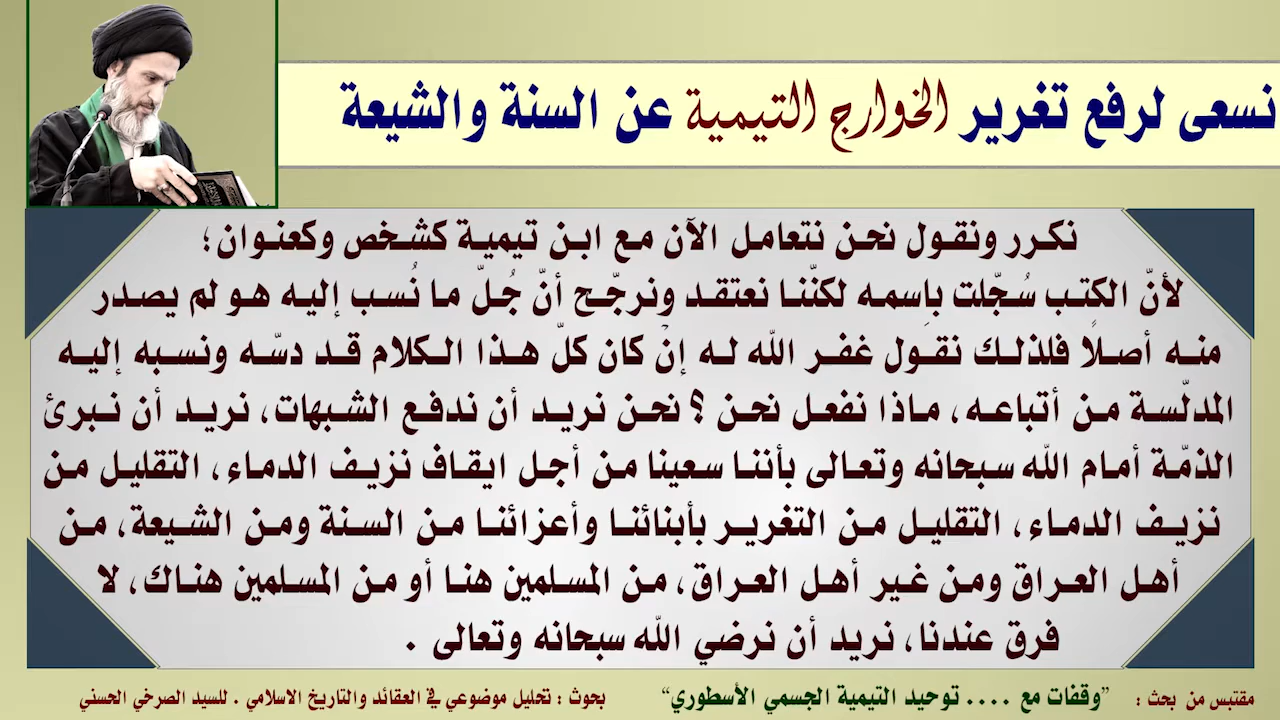 نسعى لرفع تغرير الخوارج التيمية عن السنة والشيعة
نكرر ونقول نحن نتعامل الآن مع ابن تيمية كشخص وكعنوان؛
لأنّ الكتب سُجّلت بِاسمه لكنّنا نعتقد ونرجّح أنّ جُلّ ما نُسب إليه هو لم يصدر
منه أصلاً فلذلك نقول غفر الله له إنْ كان كلّ هذا الكلام قد دسّه ونسبه إليه
المدلّسة من أتباعه، ماذا نفعل نحن ؟ نحن نريد أن ندفع الشبهات، نريد أن نبرئ
الذمّة أمام الله سبحانه وتعالى بأننا سعينا من أجل ايقاف نزيف الدماء، التقليل من
نزيف الدماء، التقليل من التغرير بأبنائنا وأعزائنا من السنة ومن الشيعة، من
أهل العراق ومن غير أهل العراق، من المسلمين هنا أو من المسلمين هناك، لا
فرق عندنا، نريد أن نرضي الله سبحانه وتعالى .
مقتبس من بحث : "وقفات مع .... توحيد التيمية الجسمي الأسطوري" بحوث : تحليل موضوعي في العقائد والتاريخ الاسلامي . للسيد الصرخي الحسني